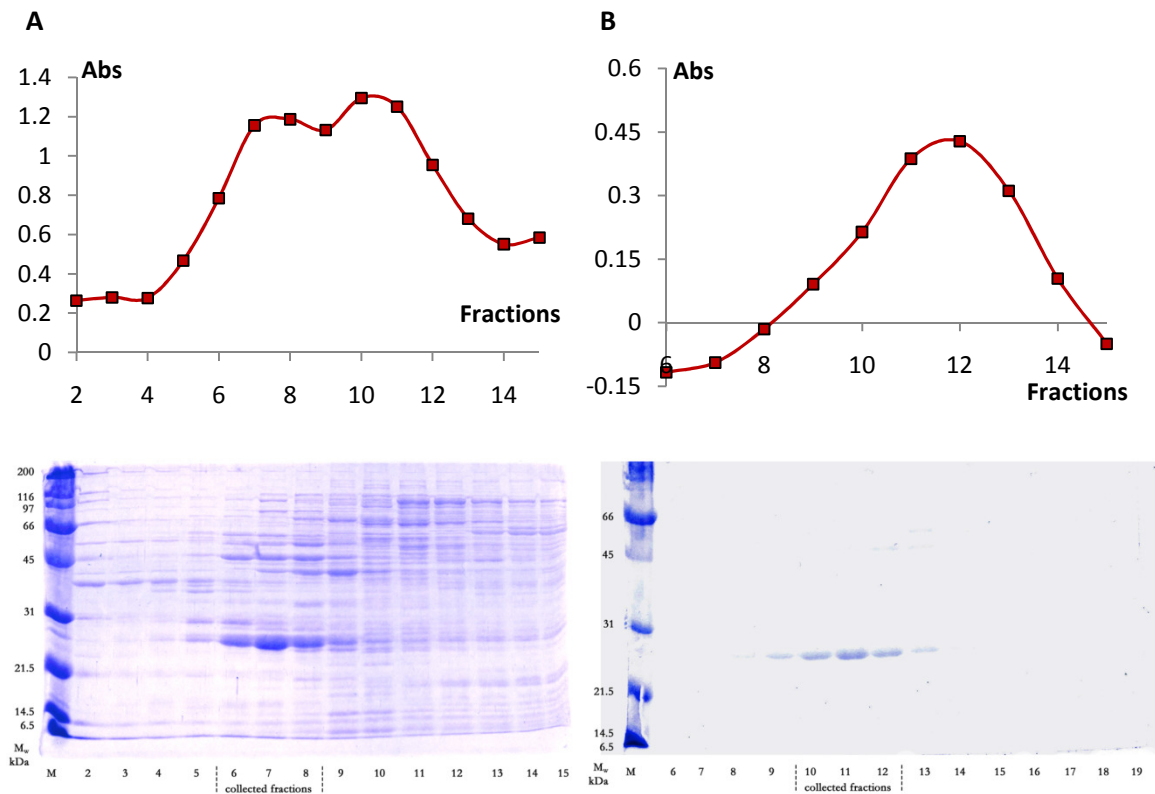 A
Abs
1.4
1.2
1
0.8
0.6
0.4
0.2
0
Fractions
2 4 6 8 10 12 14
B
Abs
0.6
0.45
0.3
0.15
0
-0.15
6 8 10 12 14
Fractions
200
116
97
66
45
31
21.5
14.5
6.5
Mw
kDa
M 2 3 4 5 6 7 8 9 10 11 12 13 14 15
collected fractions
66
45
31
21.5
14.5
6.5
Mw
kDa
M 6 7 8 9 10 11 12 13 14 15 16 17 18 19
collected fractions